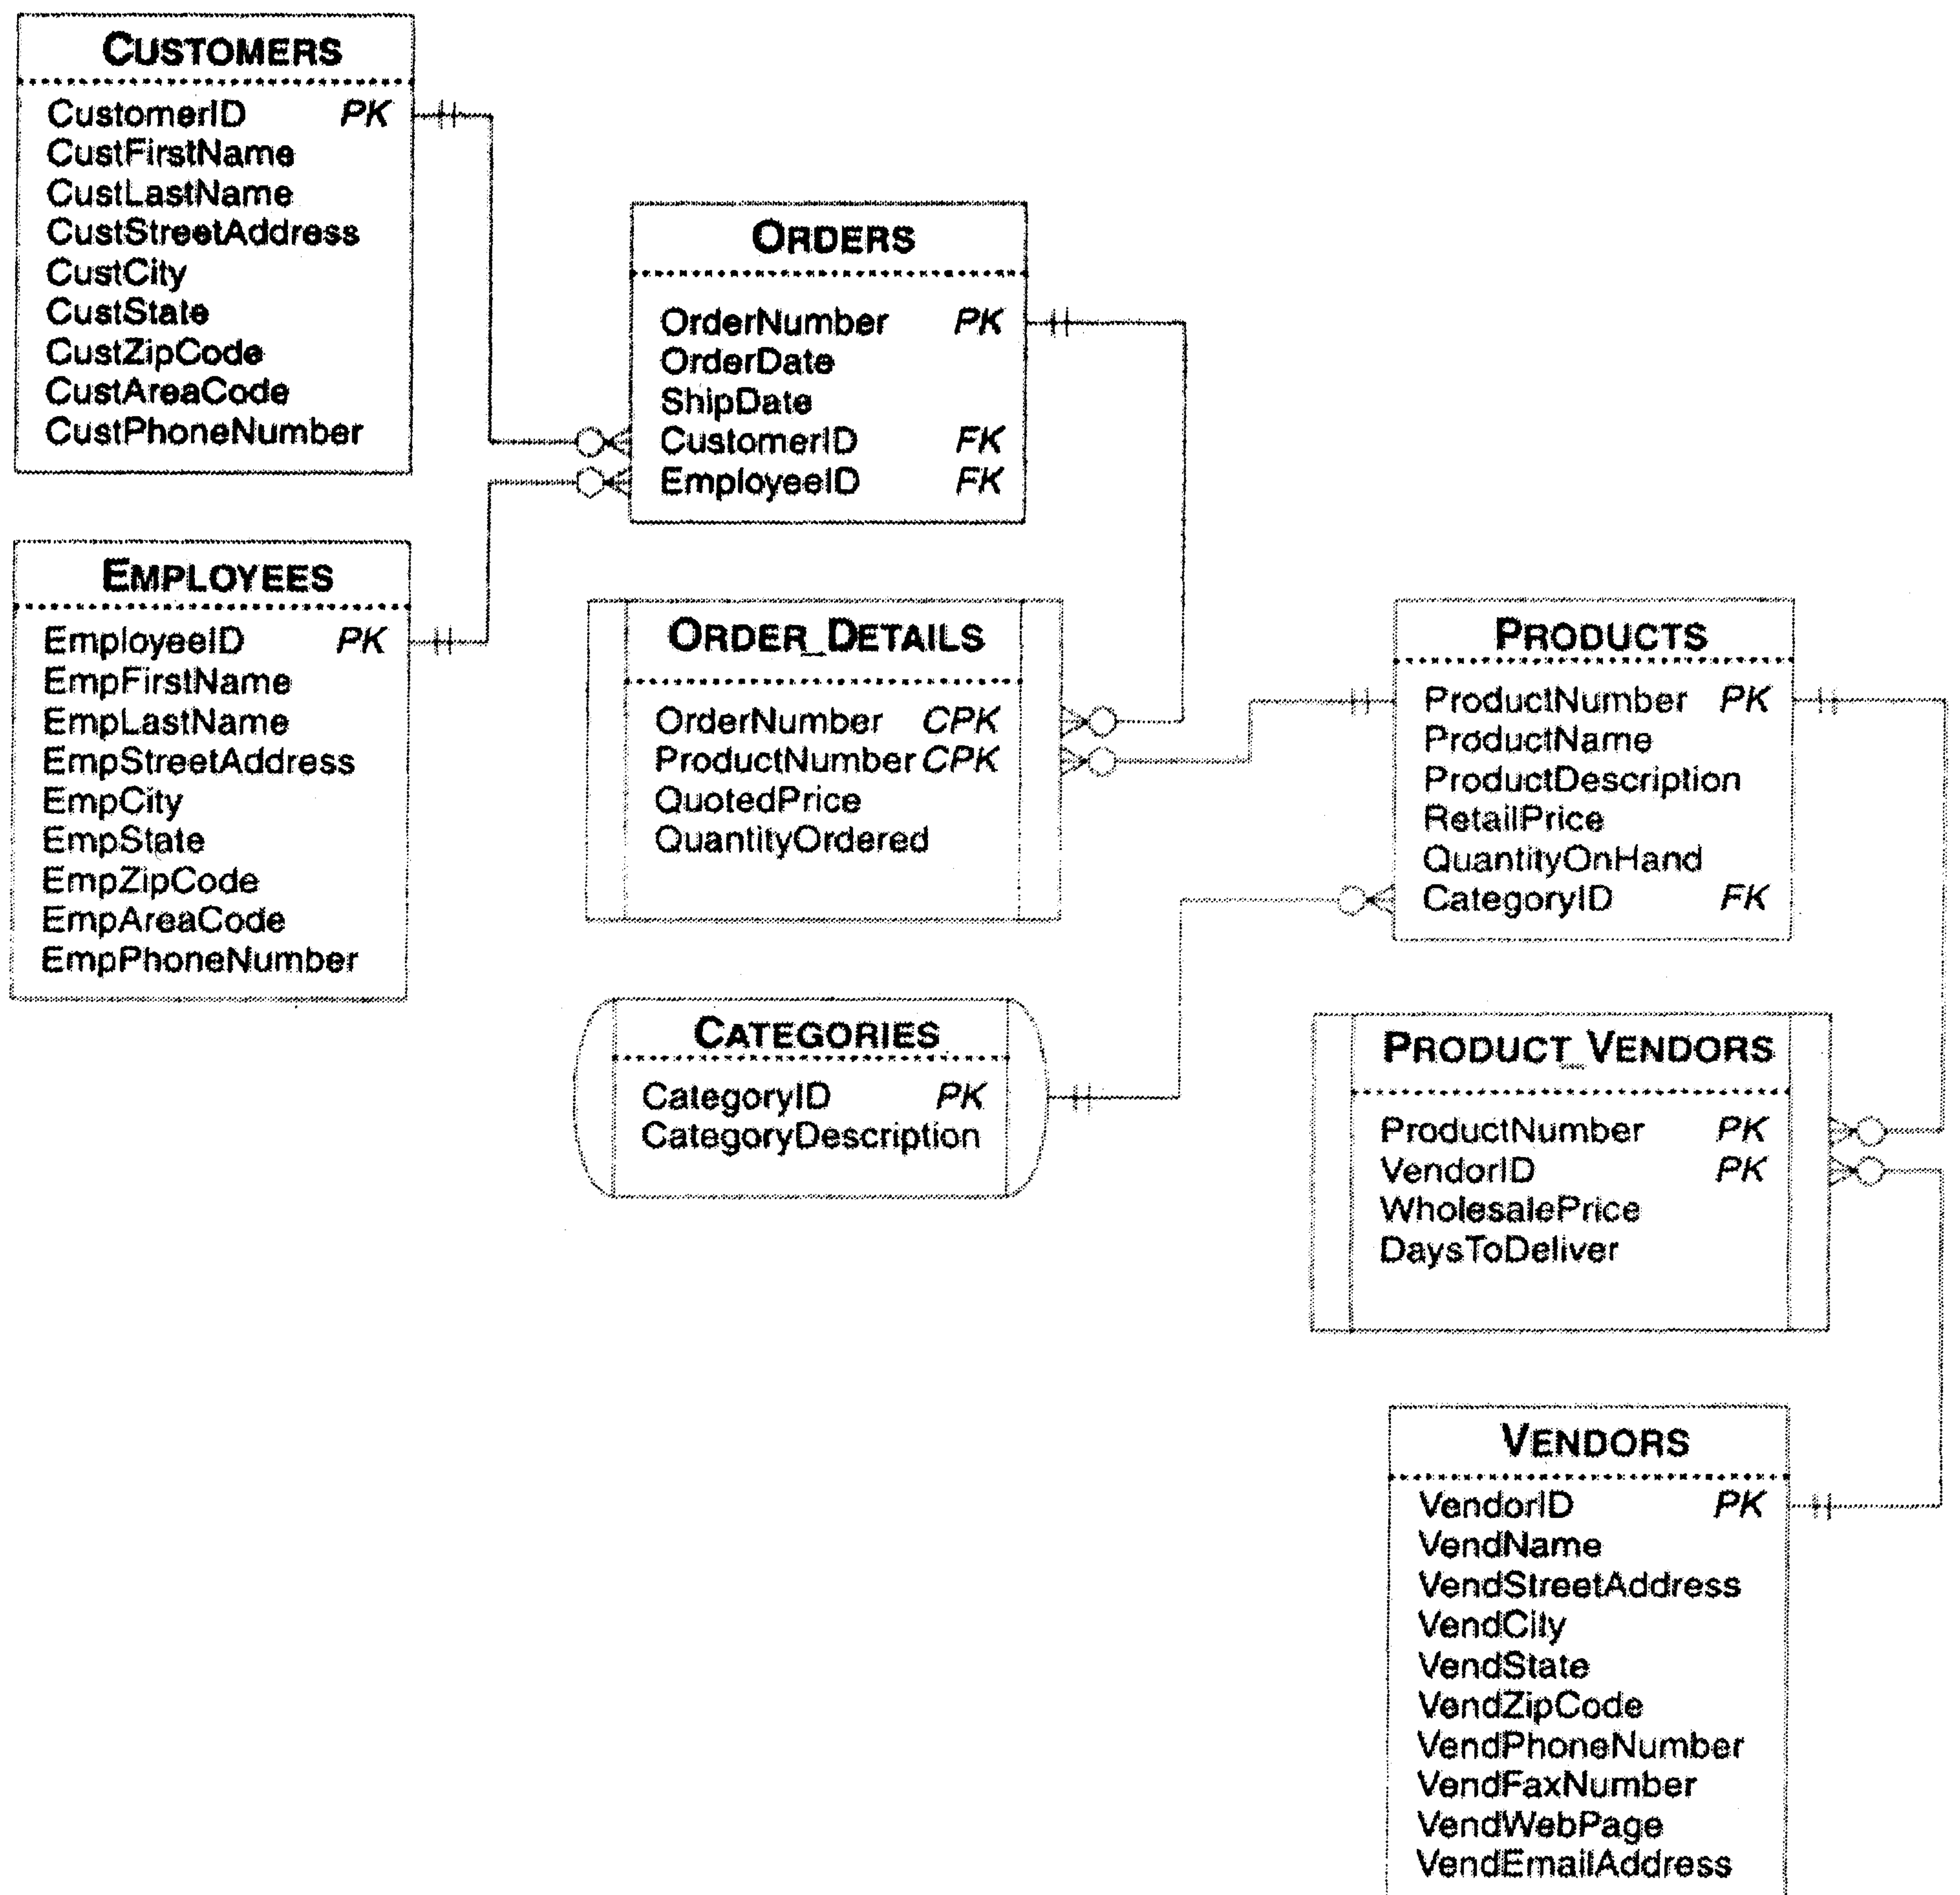 CUSTOMERS
CustomerID PK
CustFirstName
CustLastName
CustStreetAddress
CustCity
CustState
CustZipCode
CustAreaCode
CustPhoneNumber
EMPLOYEES
EmployeeID PK
EmpFirstName
EmpLastName
EmpStreetAddress
EmpCity
EmpState
EmpZipCode
EmpAreaCode
EmpPhoneNumber
ORDERS
OrderNumber PK
OrderDate
ShipDate
CustomerID FK
EmployeeID FK
ORDER_DETAILS
OrderNumber CPK
ProductNumber CPK
QuotedPrice
QuantityOrdered
CATEGORIES
CategoryID PK
CategoryDescription
PRODUCTS
ProductNumber PK
ProductName
ProductDescription
RetailPrice
QuantityOnHand
CategoryID FK
PRODUCT_VENDORS
ProductNumber PK
VendorID PK
WholesalePrice
DaysToDeliver
VENDORS
VendorID PK
VendName
VendStreetAddress
VendCity
VendState
VendZipCode
VendPhoneNumber
VendFaxNumber
VendWebPage
VendEmailAddress